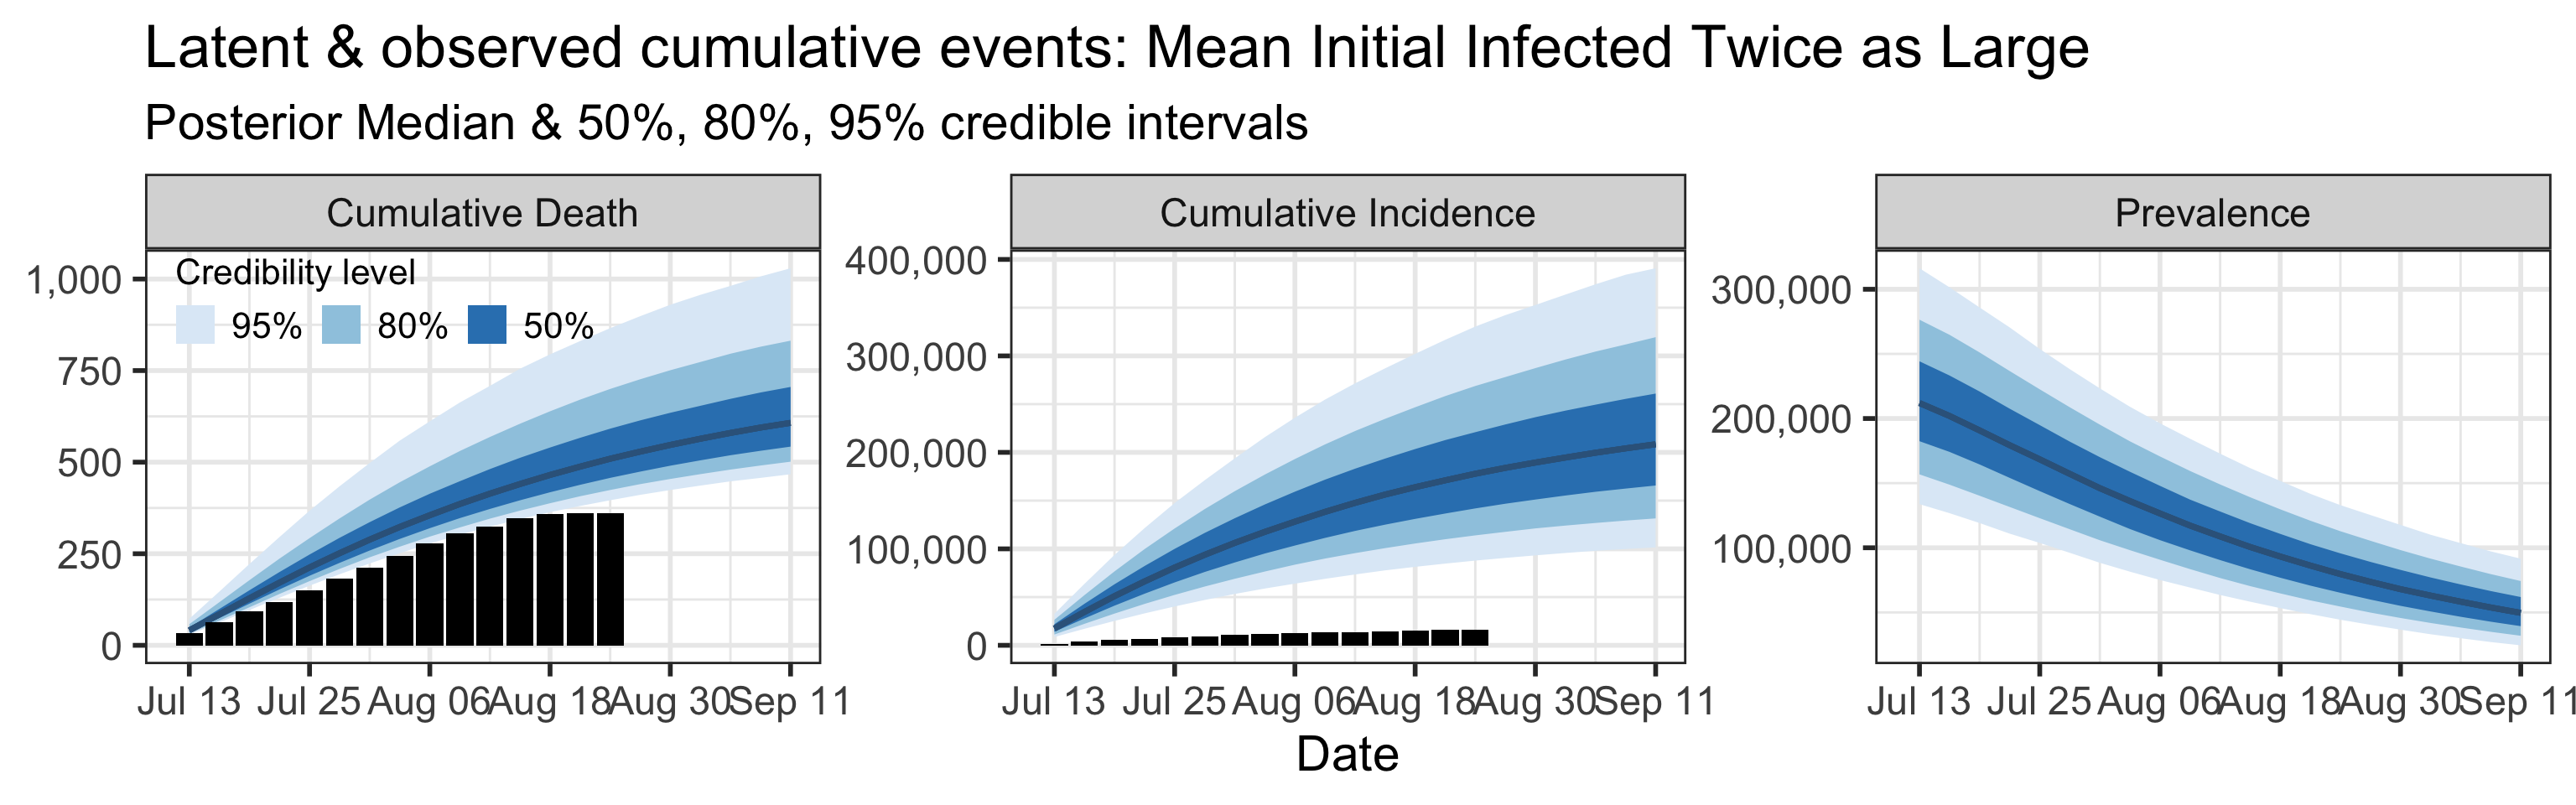 Latent & observed cumulative events: Mean Initial Infected Twice as Large
Posterior Median & 50%, 80%, 95% credible intervals
Cumulative Death
Credibility level
95% 80% 50%
1,000
750
500
250
0
Jul 13 Jul 25 Aug 06 Aug 18 Aug 30 Sep 11
Cumulative Incidence
400,000
300,000
200,000
100,000
0
Jul 13 Jul 25 Aug 06 Aug 18 Aug 30 Sep 11
Prevalence
300,000
200,000
100,000
Jul 13 Jul 25 Aug 06 Aug 18 Aug 30 Sep 11
Date